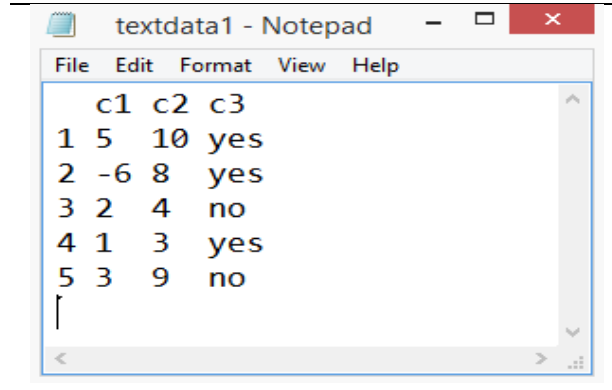 textdata1 - Notepad
File Edit Format View Help
c1 c2 c3
1 5 10 yes
2 -6 8 yes
3 2 4 no
4 1 3 yes
5 3 9 no